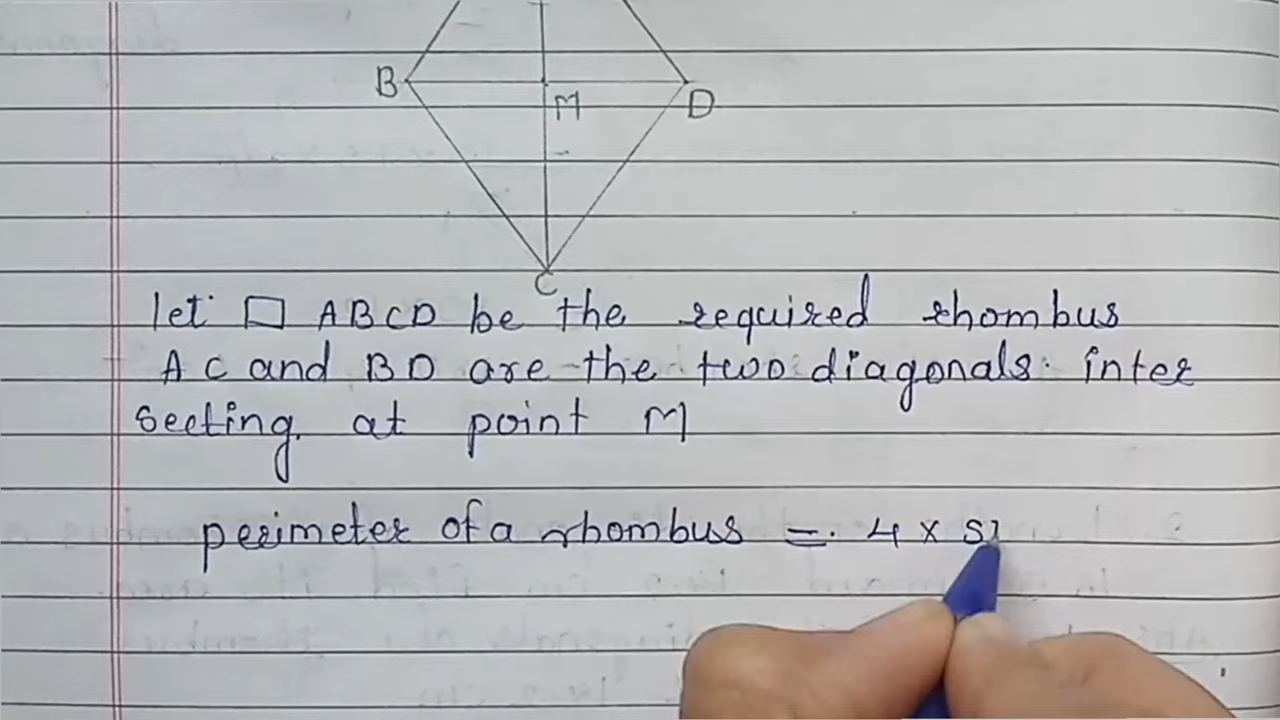 B
M
D
C
let □ ABCD be the required rhombus
AC and BD are the two diagonals. inter
secting. at point M
perimeter of a rhombus = 4 × si